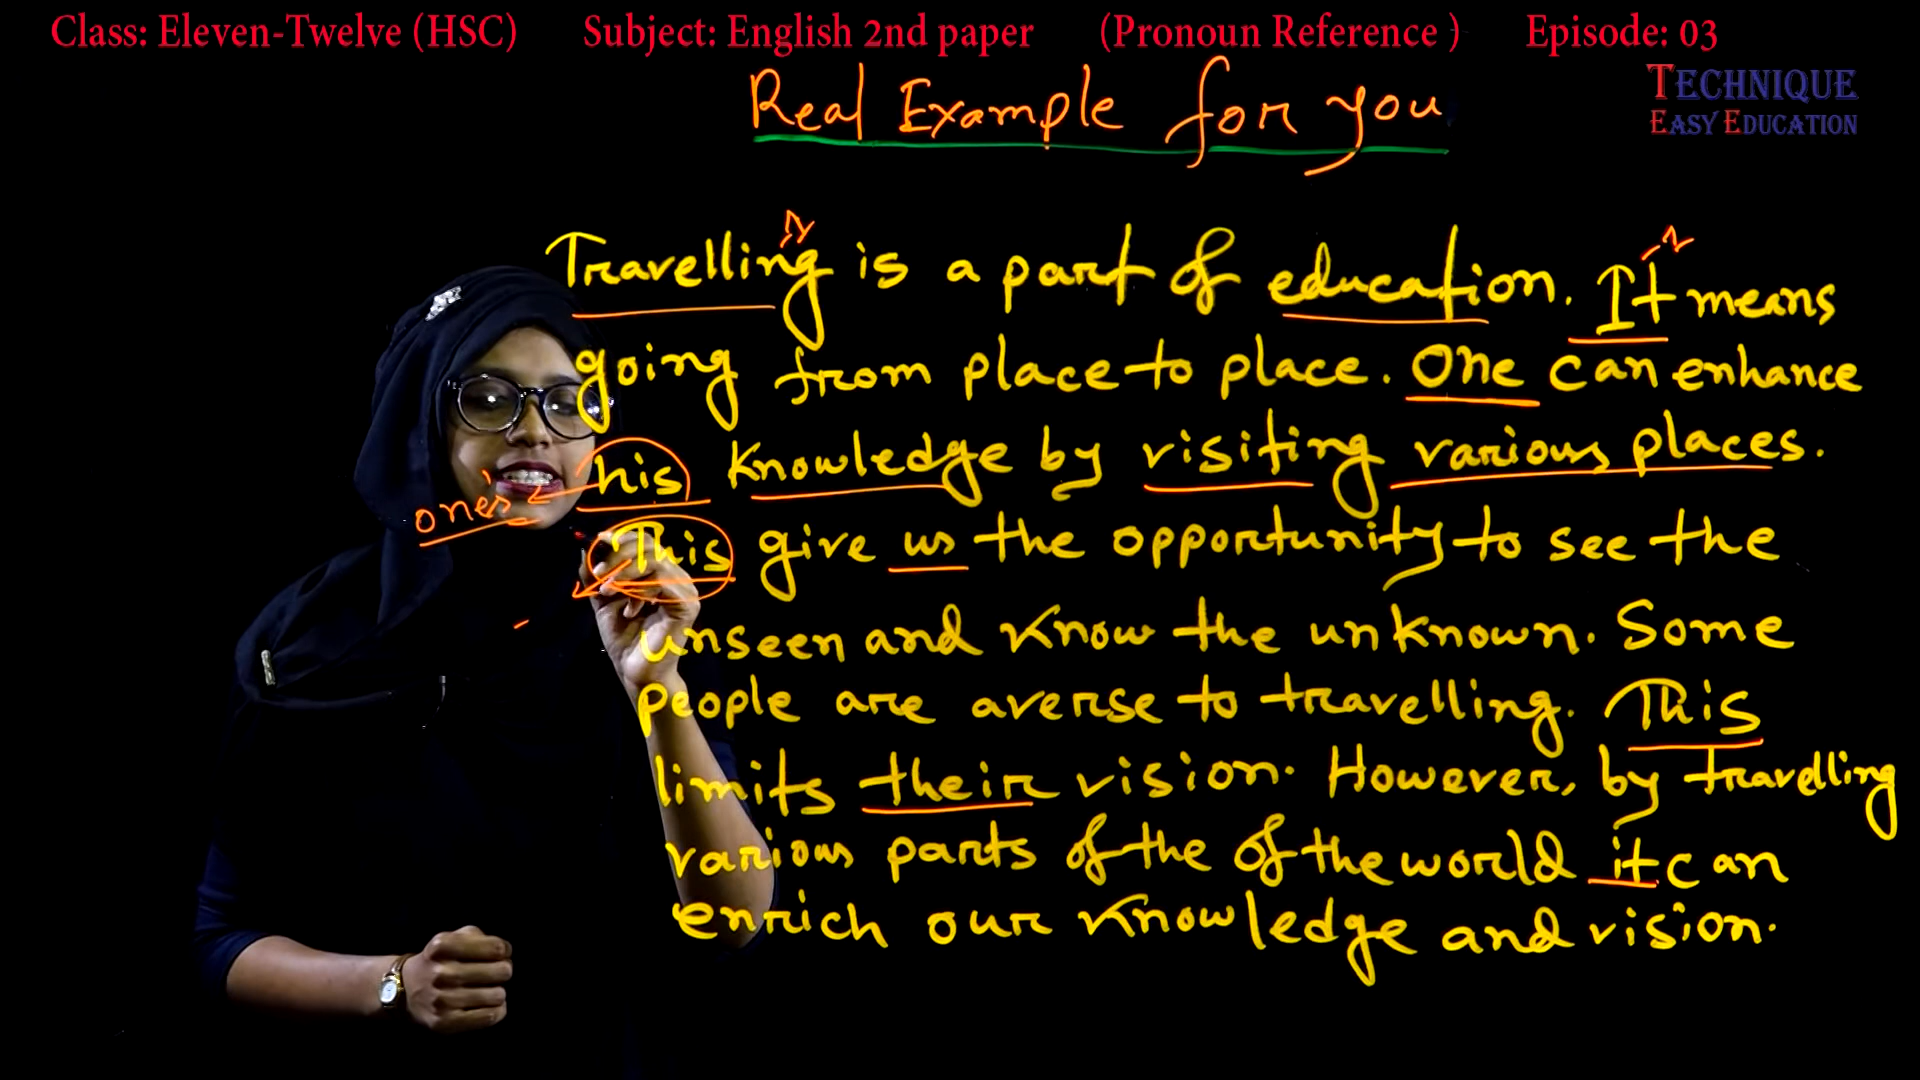 Class: Eleven-Twelve (HSC) Subject: English 2nd paper (Pronoun Reference ) Episode: 03
TECHNIQUE
EASY EDUCATION
Real Example for you
Travelling is a part of education. It means
going from place to place. One can enhance
his knowledge by visiting various places.
one's
This give us the opportunity to see the
unseen and know the unknown. Some
people are averse to travelling. This
limits their vision. However, by travelling
various parts of the of the world it can
enrich our knowledge and vision.